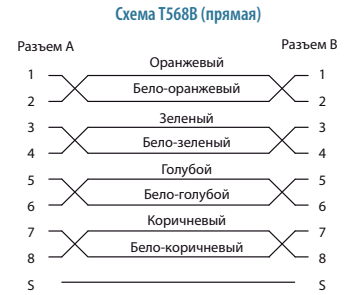 Схема T568B (прямая)
Разъем А Разъем В
Оранжевый
1 1
Бело-оранжевый
2 2
Зеленый
3 3
Бело-зеленый
4 4
Голубой
5 5
Бело-голубой
6 6
Коричневый
7 7
Бело-коричневый
8 8
S S